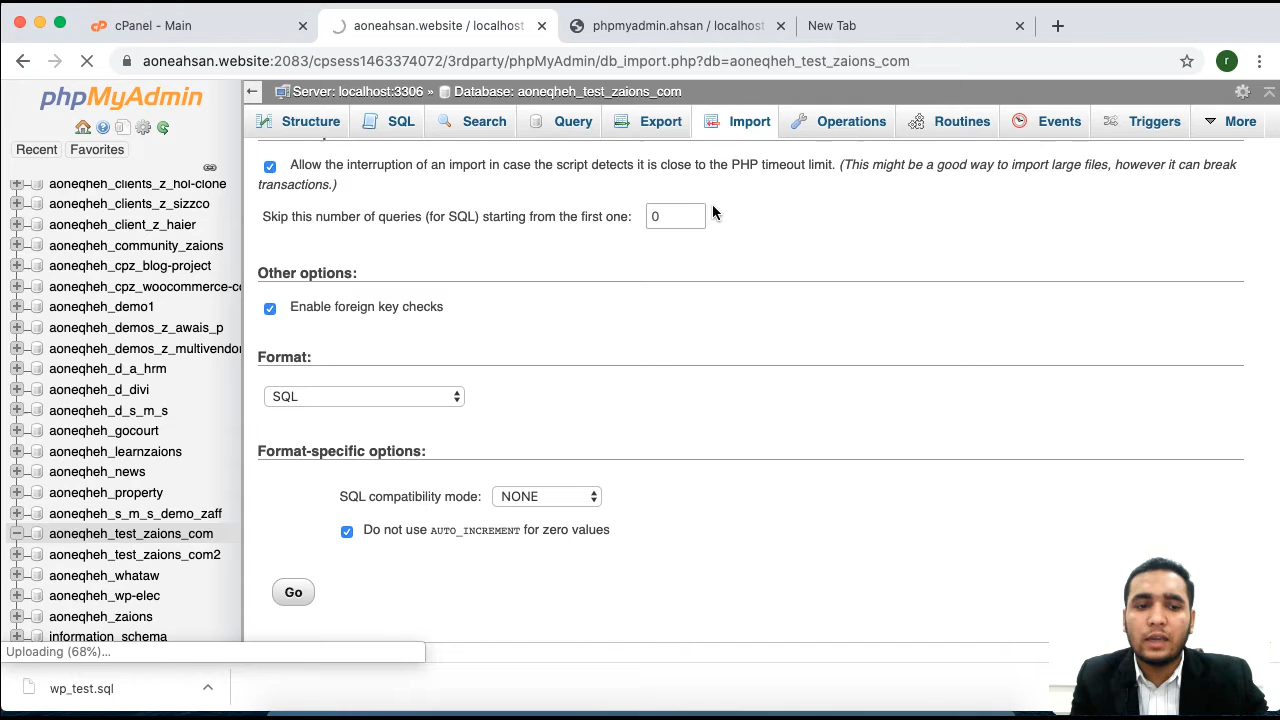 cPanel - Main
aoneahsan.website / localhost
phpmyadmin.ahsan / localhost
New Tab
aoneahsan.website:2083/cpsess1463374072/3rdparty/phpMyAdmin/db_import.php?db=aoneqheh_test_zaions_com
r
phpMyAdmin
Recent
Favorites
aoneqheh_clients_z_hol-clone
aoneqheh_clients_z_sizzco
aoneqheh_client_z_haier
aoneqheh_community_zaions
aoneqheh_cpz_blog-project
aoneqheh_cpz_woocommerce-c
aoneqheh_demo1
aoneqheh_demos_z_awais_p
aoneqheh_demos_z_multivendor
aoneqheh_d_a_hrm
aoneqheh_d_divi
aoneqheh_d_s_m_s
aoneqheh_gocourt
aoneqheh_learnzaions
aoneqheh_news
aoneqheh_property
aoneqheh_s_m_s_demo_zaff
aoneqheh_test_zaions_com
aoneqheh_test_zaions_com2
aoneqheh_whataw
aoneqheh_wp-elec
aoneqheh_zaions
information_schema
Server: localhost:3306 » Database: aoneqheh_test_zaions_com
Structure
SQL
Search
Query
Export
Import
Operations
Routines
Events
Triggers
More
Allow the interruption of an import in case the script detects it is close to the PHP timeout limit. (This might be a good way to import large files, however it can break
transactions.)
Skip this number of queries (for SQL) starting from the first one: 0
Other options:
Enable foreign key checks
Format:
SQL
Format-specific options:
SQL compatibility mode: NONE
Do not use AUTO_INCREMENT for zero values
Go
Uploading (68%)...
wp_test.sql